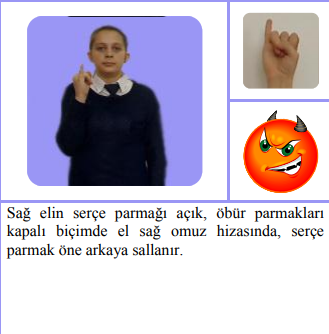 Sağ elin serçe parmağı açık, öbür parmakları
kapalı biçimde el sağ omuz hizasında, serçe
parmak öne arkaya sallanır.